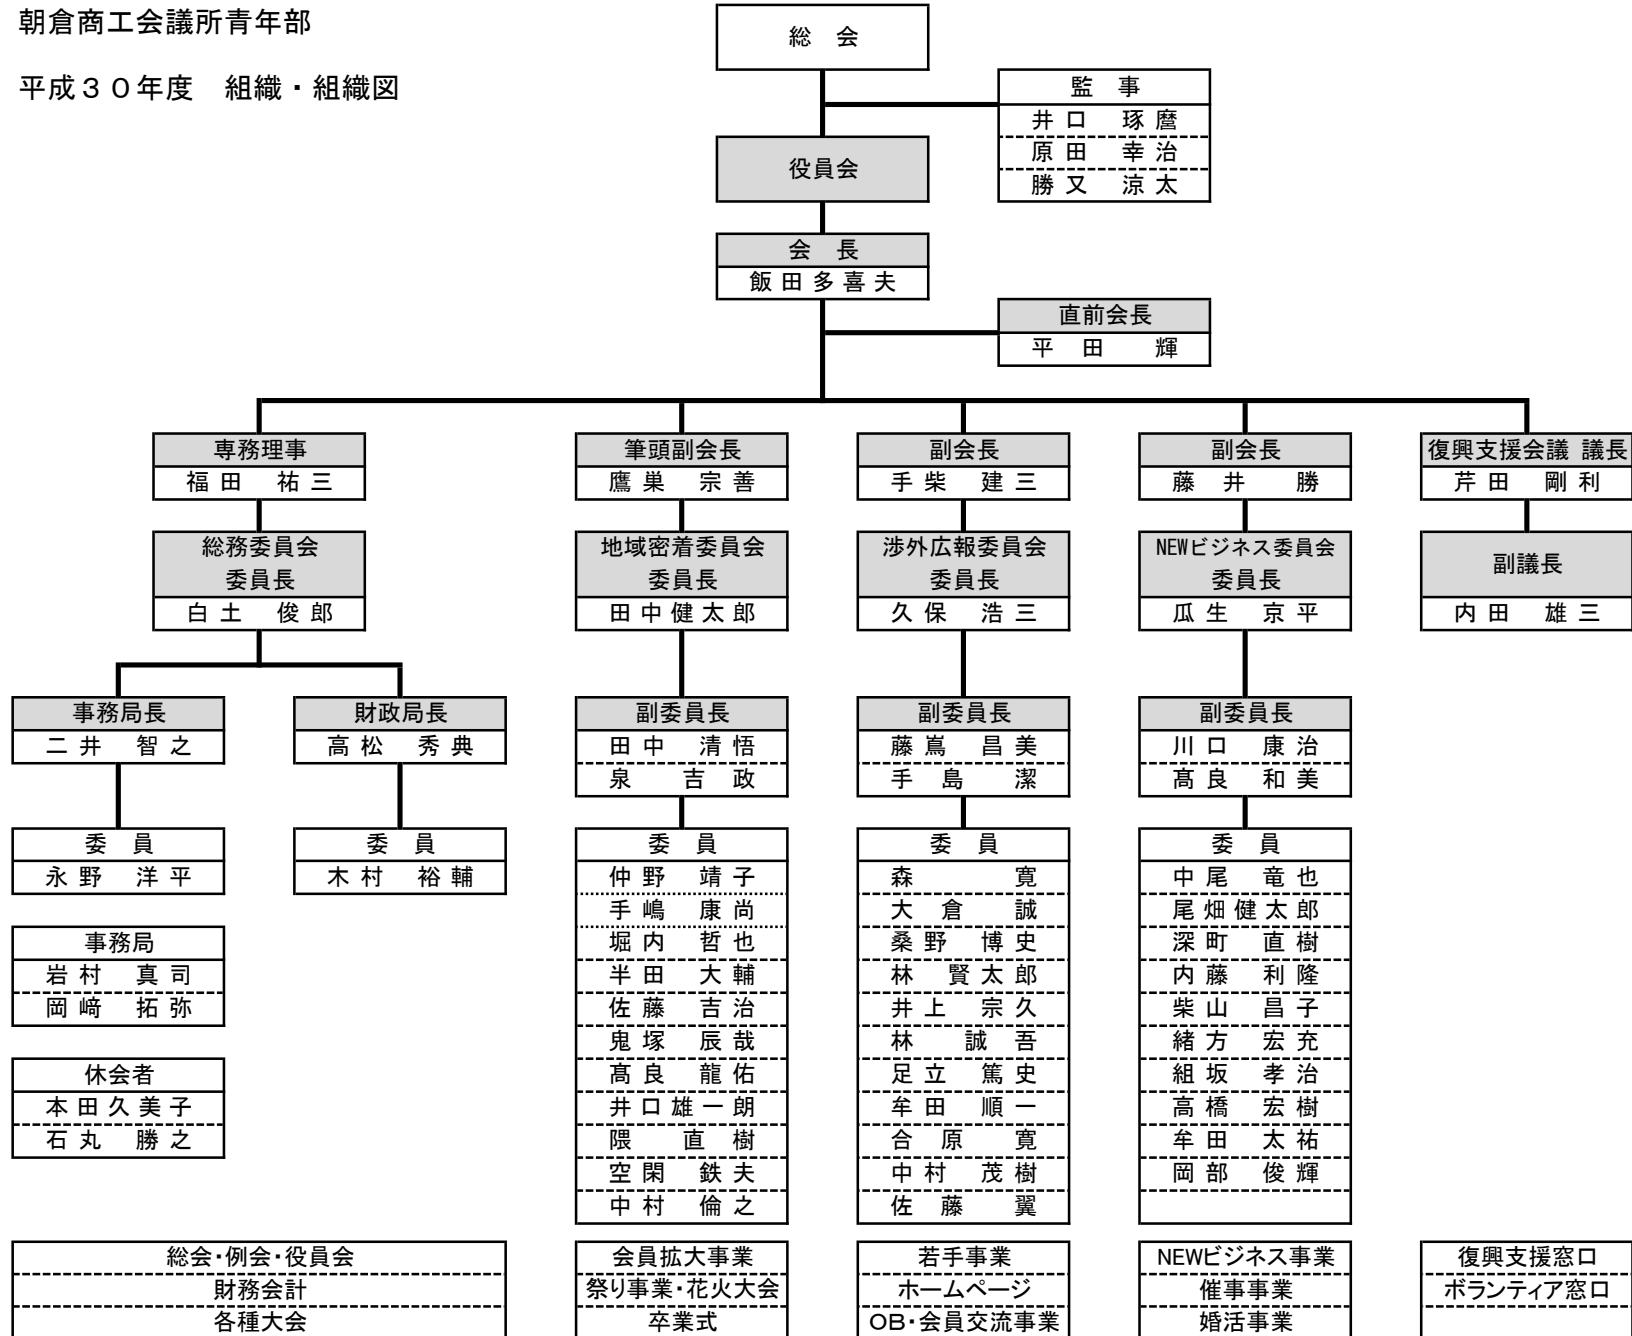 朝倉商工会議所青年部
平成３０年度　組織・組織図
総　会
監　事
井口　琢麿
原田　幸治
勝又　涼太
役員会
会　長
飯田多喜夫
直前会長
平田　輝
専務理事
福田　祐三
総務委員会
委員長
白土　俊郎
事務局長
二井　智之
委　員
永野　洋平
財政局長
高松　秀典
委　員
木村　裕輔
事務局
岩村　真司
岡﨑　拓弥
休会者
本田久美子
石丸　勝之
総会・例会・役員会
財務会計
各種大会
筆頭副会長
鷹巣　宗善
地域密着委員会
委員長
田中健太郎
副委員長
田中　清悟
泉　吉政
委　員
仲野　靖子
手嶋　康尚
堀内　哲也
半田　大輔
佐藤　吉治
鬼塚　辰哉
髙良　龍佑
井口雄一朗
隈　直樹
空閑　鉄夫
中村　倫之
会員拡大事業
祭り事業・花火大会
卒業式
副会長
手柴　建三
渉外広報委員会
委員長
久保　浩三
副委員長
藤嶌　昌美
手島　潔
委　員
森　寛
大倉　誠
桑野　博史
林　賢太郎
井上　宗久
林　誠吾
足立　篤史
牟田　順一
合原　寛
中村　茂樹
佐藤　翼
若手事業
ホームページ
ＯＢ・会員交流事業
副会長
藤井　勝
NEWビジネス委員会
委員長
瓜生　京平
副委員長
川口　康治
髙良　和美
委　員
中尾　竜也
尾畑健太郎
深町　直樹
内藤　利隆
柴山　昌子
緒方　宏充
組坂　孝治
高橋　宏樹
牟田　太祐
岡部　俊輝
NEWビジネス事業
催事事業
婚活事業
復興支援会議 議長
芹田　剛利
副議長
内田　雄三
復興支援窓口
ボランティア窓口